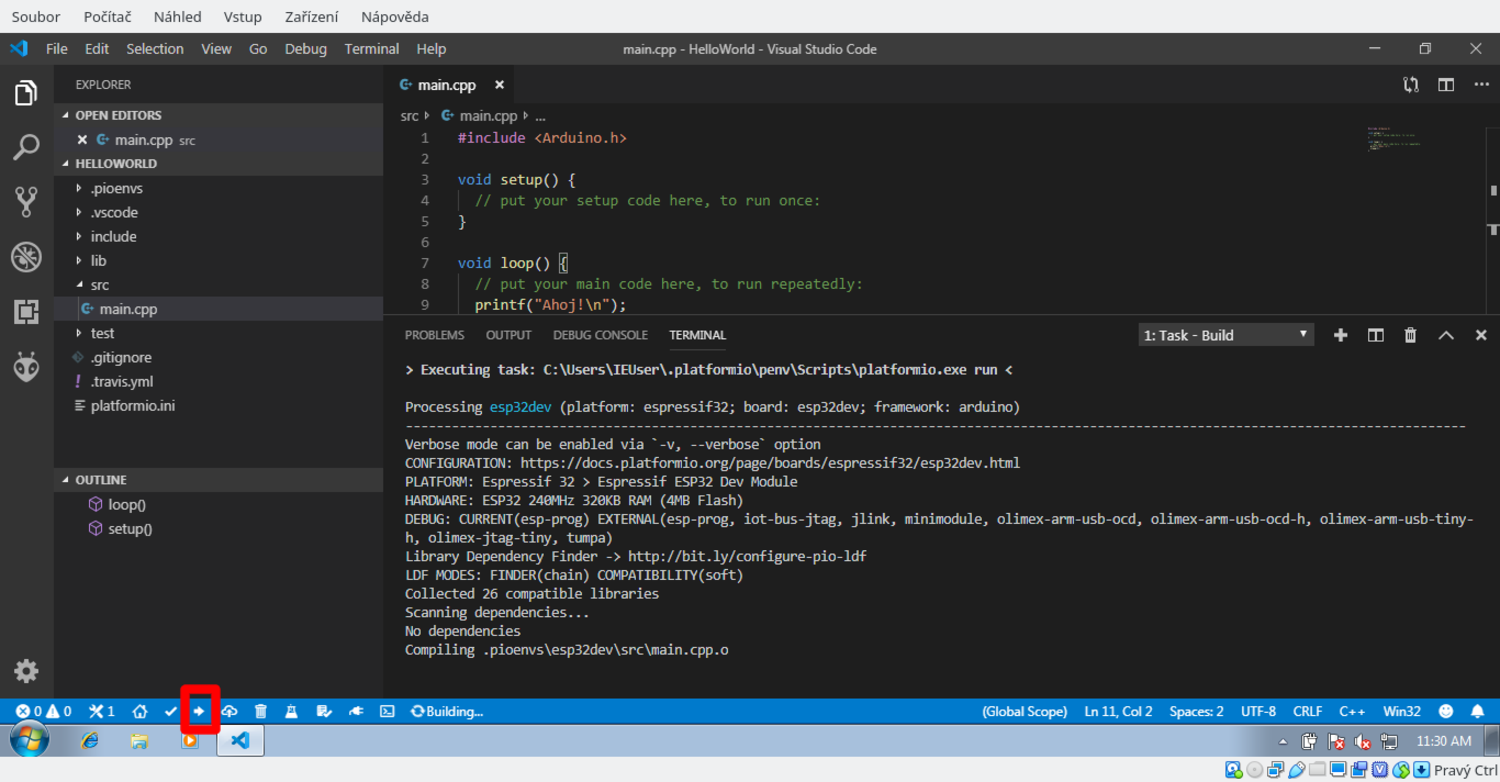 Soubor Počítač Náhled Vstup Zařízení Nápověda
File Edit Selection View Go Debug Terminal Help
main.cpp - HelloWorld - Visual Studio Code
EXPLORER
OPEN EDITORS
main.cpp src
HELLOWORLD
.pioenvs
.vscode
include
lib
src
main.cpp
test
.gitignore
.travis.yml
platformio.ini
OUTLINE
loop()
setup()
main.cpp
src main.cpp ...
1 #include <Arduino.h>
2
3 void setup() {
4 // put your setup code here, to run once:
5 }
6
7 void loop() {
8 // put your main code here, to run repeatedly:
9 printf("Ahoj!\n");
PROBLEMS OUTPUT DEBUG CONSOLE TERMINAL
1: Task - Build
> Executing task: C:\Users\IEUser\.platformio\penv\Scripts\platformio.exe run <
Processing esp32dev (platform: espressif32; board: esp32dev; framework: arduino)
Verbose mode can be enabled via `-v, --verbose` option
CONFIGURATION: https://docs.platformio.org/page/boards/espressif32/esp32dev.html
PLATFORM: Espressif 32 > Espressif ESP32 Dev Module
HARDWARE: ESP32 240MHz 320KB RAM (4MB Flash)
DEBUG: CURRENT(esp-prog) EXTERNAL(esp-prog, iot-bus-jtag, jlink, minimodule, olimex-arm-usb-ocd, olimex-arm-usb-ocd-h, olimex-arm-usb-tiny-
h, olimex-jtag-tiny, tumpa)
Library Dependency Finder -> http://bit.ly/configure-pio-ldf
LDF MODES: FINDER(chain) COMPATIBILITY(soft)
Collected 26 compatible libraries
Scanning dependencies...
No dependencies
Compiling .pioenvs\esp32dev\src\main.cpp.o
0 0 1 Building... (Global Scope) Ln 11, Col 2 Spaces: 2 UTF-8 CRLF C++ Win32
11:30 AM
Pravý Ctrl